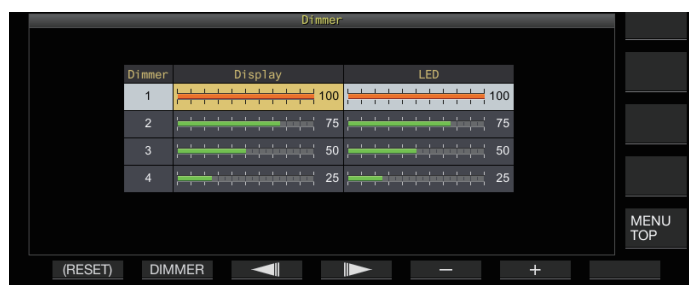 Dimmer
Dimmer Display LED
1 100 100
2 75 75
3 50 50
4 25 25
MENU
TOP
(RESET) DIMMER − +